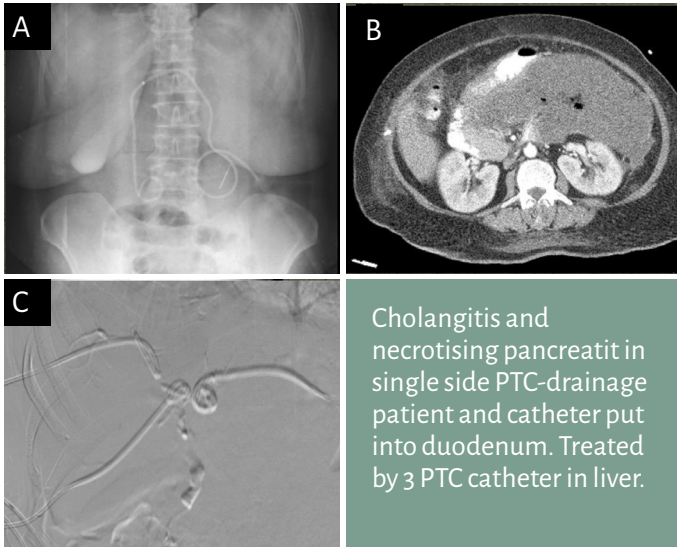 A
B
C
Cholangitis and
necrotising pancreatit in
single side PTC-drainage
patient and catheter put
into duodenum. Treated
by 3 PTC catheter in liver.